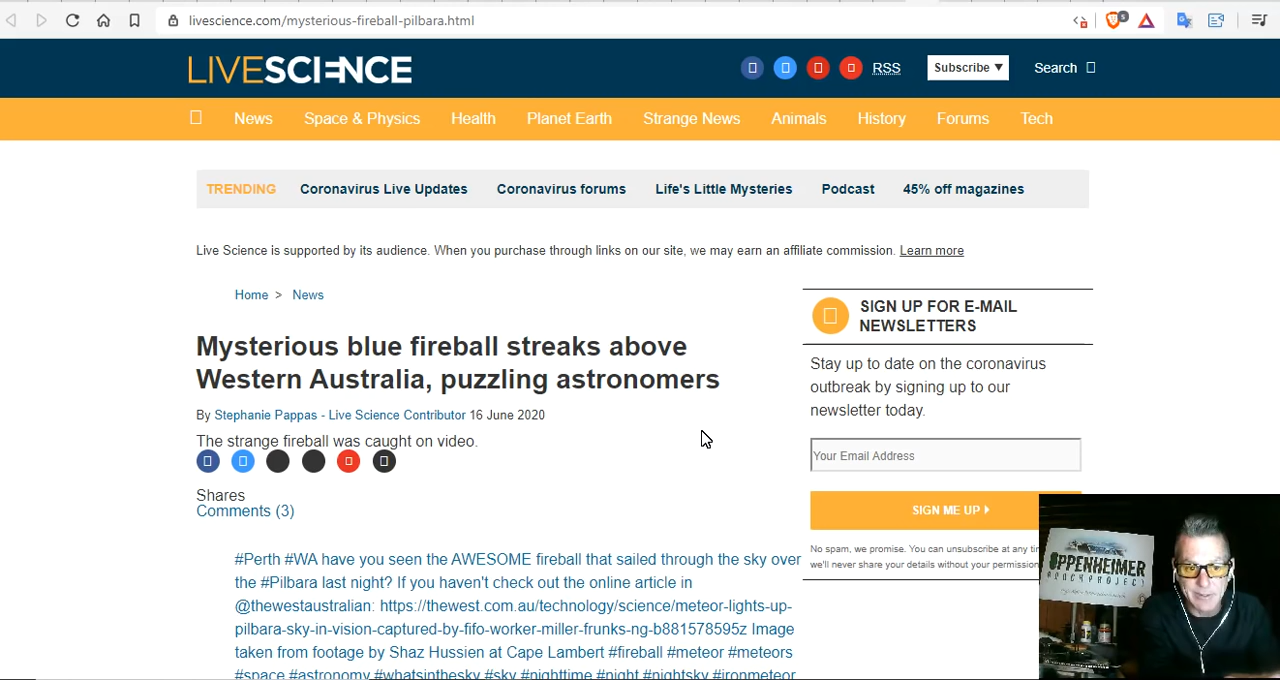 livescience.com/mysterious-fireball-pilbara.html
5
LIVESCIENCE
RSS
Subscribe ▼
Search
News Space & Physics Health Planet Earth Strange News Animals History Forums Tech
TRENDING Coronavirus Live Updates Coronavirus forums Life's Little Mysteries Podcast 45% off magazines
Live Science is supported by its audience. When you purchase through links on our site, we may earn an affiliate commission. Learn more
Home > News
Mysterious blue fireball streaks above
Western Australia, puzzling astronomers
By Stephanie Pappas - Live Science Contributor 16 June 2020
The strange fireball was caught on video.
Shares
Comments (3)
#Perth #WA have you seen the AWESOME fireball that sailed through the sky over
the #Pilbara last night? If you haven't check out the online article in
@thewestaustralian: https://thewest.com.au/technology/science/meteor-lights-up-
pilbara-sky-in-vision-captured-by-fifo-worker-miller-frunks-ng-b881578595z Image
taken from footage by Shaz Hussien at Cape Lambert #fireball #meteor #meteors
#space #astronomy #whatsinthesky #sky #nighttime #night #nightsky #ironmeteor
SIGN UP FOR E-MAIL
NEWSLETTERS
Stay up to date on the coronavirus
outbreak by signing up to our
newsletter today.
Your Email Address
SIGN ME UP
No spam, we promise. You can unsubscribe at any ti
we'll never share your details without your permission
OPPENHEIMER